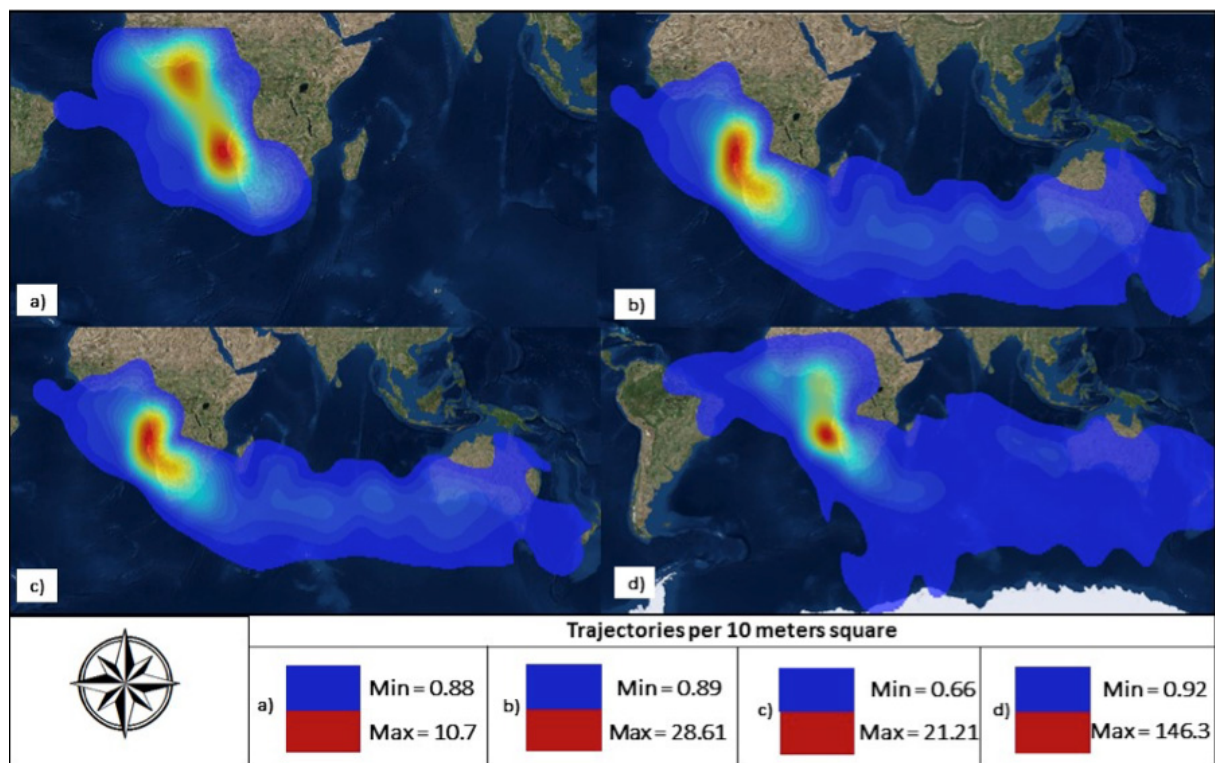 a)
b)
c)
d)
Trajectories per 10 meters square
a) Min = 0.88
Max = 10.7
b) Min = 0.89
Max = 28.61
c) Min = 0.66
Max = 21.21
d) Min = 0.92
Max = 146.3